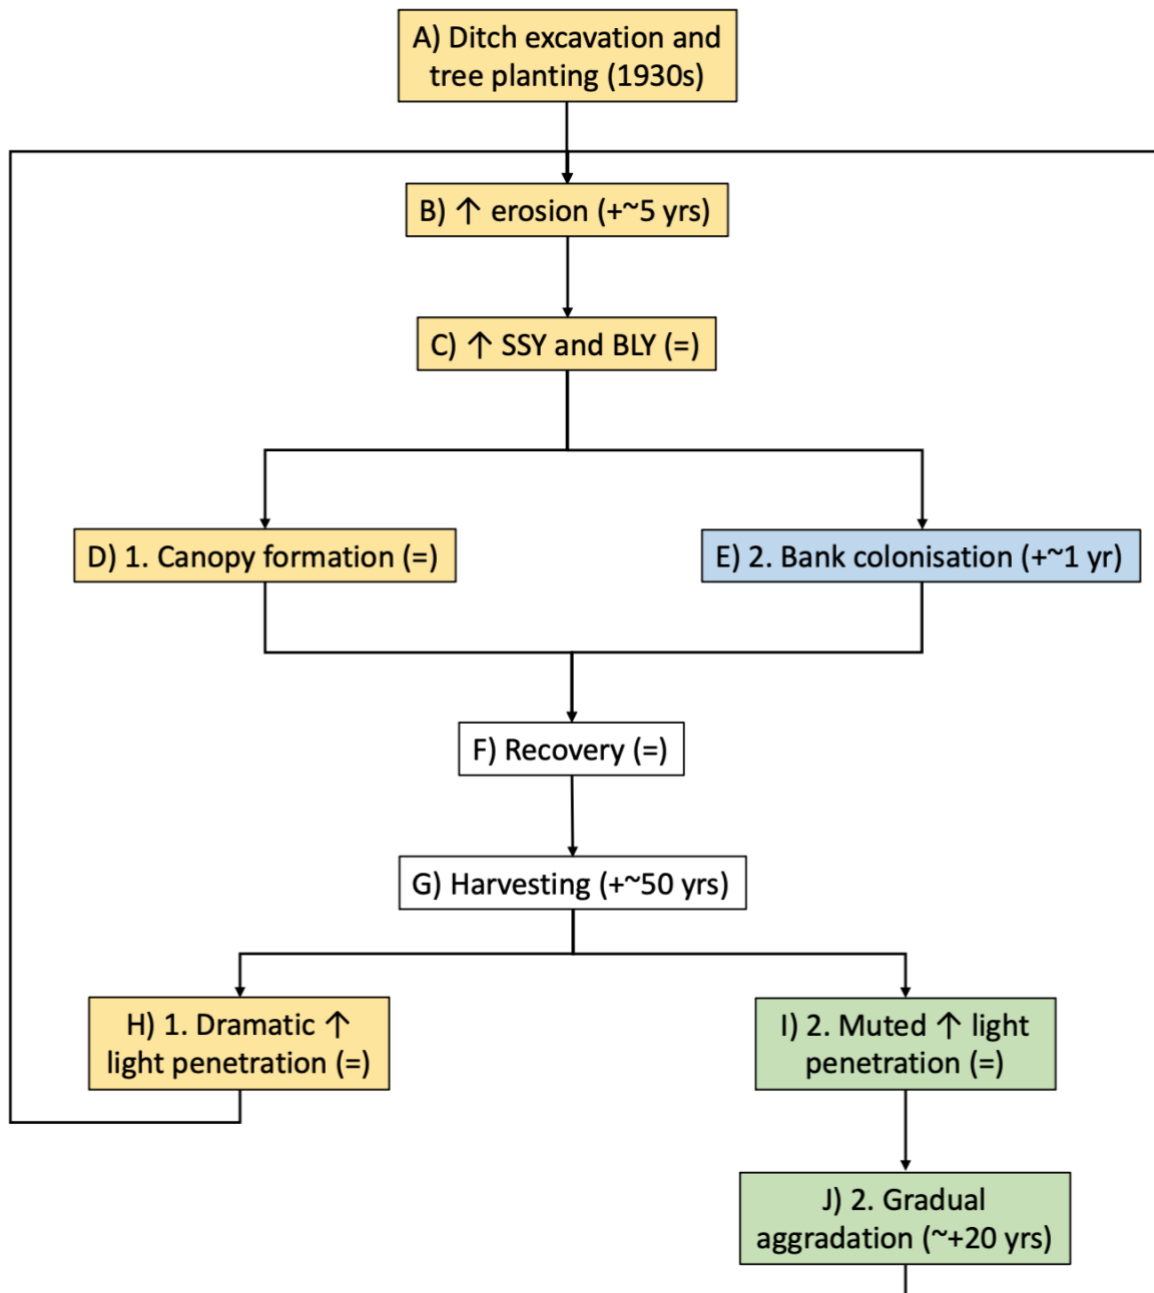 A) Ditch excavation and
tree planting (1930s)
B) ↑ erosion (+~5 yrs)
C) ↑ SSY and BLY (=)
D) 1. Canopy formation (=)
E) 2. Bank colonisation (+~1 yr)
F) Recovery (=)
G) Harvesting (+~50 yrs)
H) 1. Dramatic ↑
light penetration (=)
I) 2. Muted ↑ light
penetration (=)
J) 2. Gradual
aggradation (~+20 yrs)